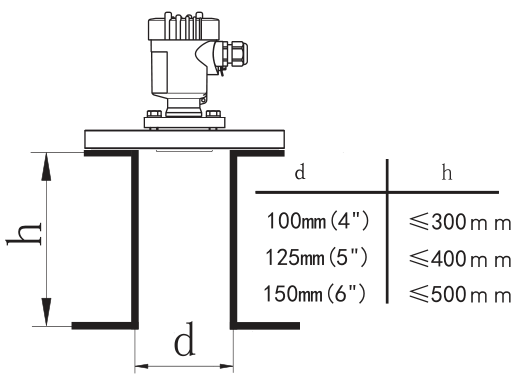 d h
100mm(4") ≤300mm
125mm(5") ≤400mm
150mm(6") ≤500mm
h
d